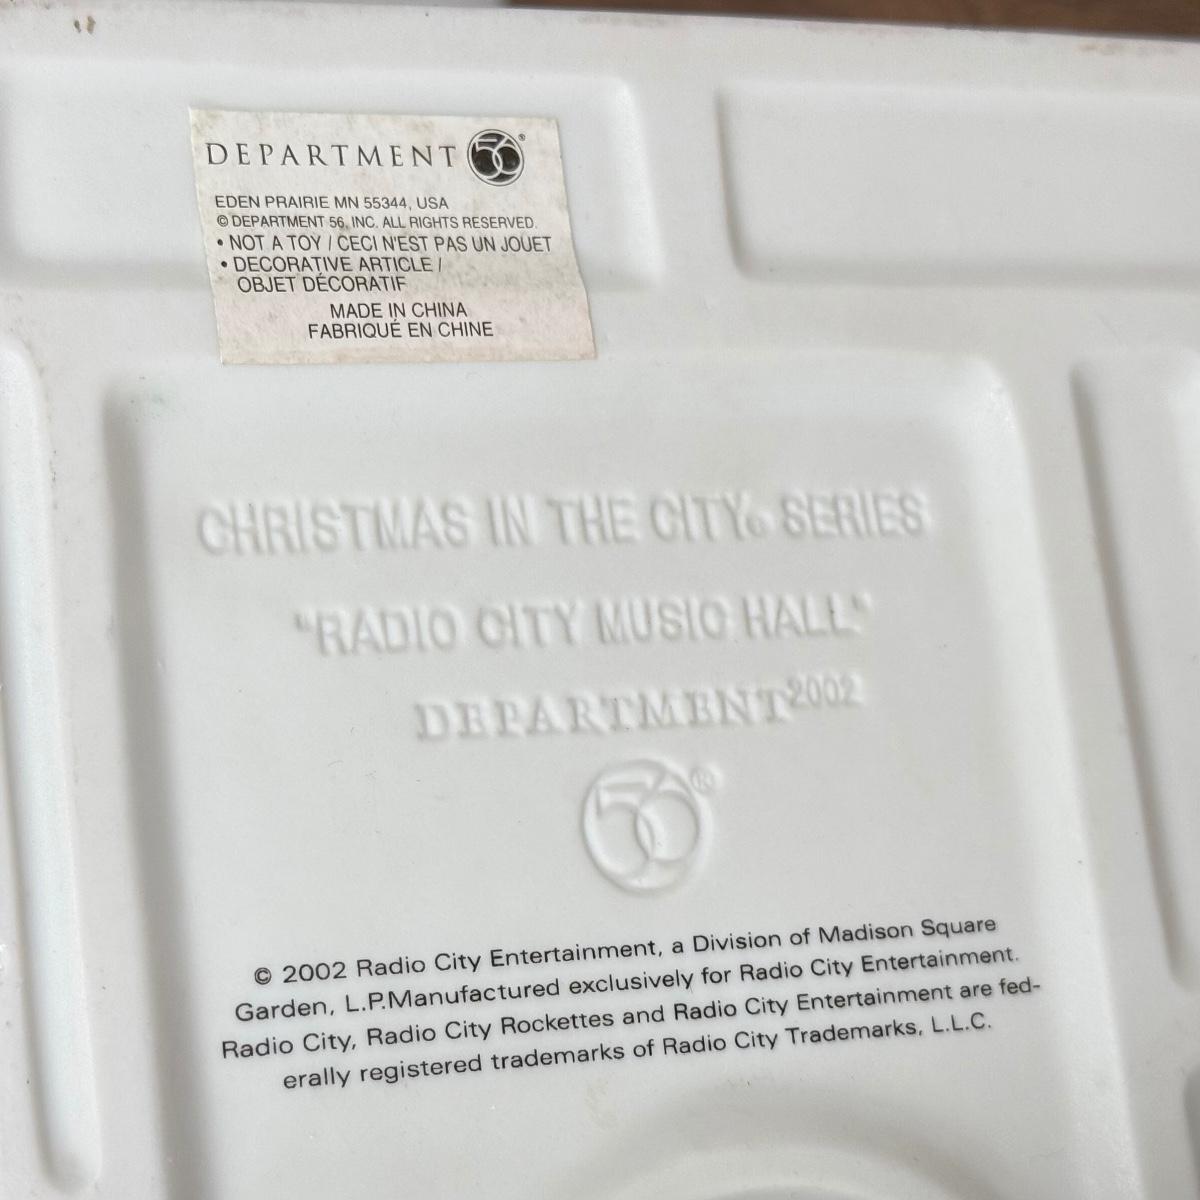 DEPARTMENT 56®
EDEN PRAIRIE MN 55344, USA
© DEPARTMENT 56, INC. ALL RIGHTS RESERVED.
• NOT A TOY / CECI N'EST PAS UN JOUET
• DECORATIVE ARTICLE /
OBJET DÉCORATIF
MADE IN CHINA
FABRIQUÉ EN CHINE
CHRISTMAS IN THE CITY® SERIES
"RADIO CITY MUSIC HALL"
DEPARTMENT 2002
56®
© 2002 Radio City Entertainment, a Division of Madison Square
Garden, L.P.Manufactured exclusively for Radio City Entertainment.
Radio City, Radio City Rockettes and Radio City Entertainment are fed-
erally registered trademarks of Radio City Trademarks, L.L.C.